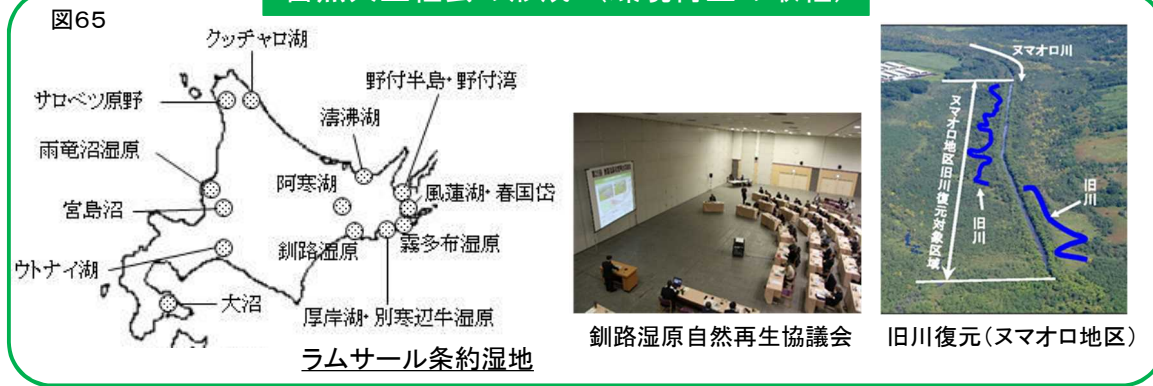 図65
クッチャロ湖
サロベツ原野
野付半島・野付湾
濤沸湖
雨竜沼湿原
阿寒湖
風蓮湖・春国岱
宮島沼
釧路湿原
霧多布湿原
ウトナイ湖
大沼
厚岸湖・別寒辺牛湿原
ラムサール条約湿地
釧路湿原自然再生協議会
ヌマオロ川
ヌマオロ地区旧川復元対象区域
旧川
旧川
旧川復元(ヌマオロ地区)